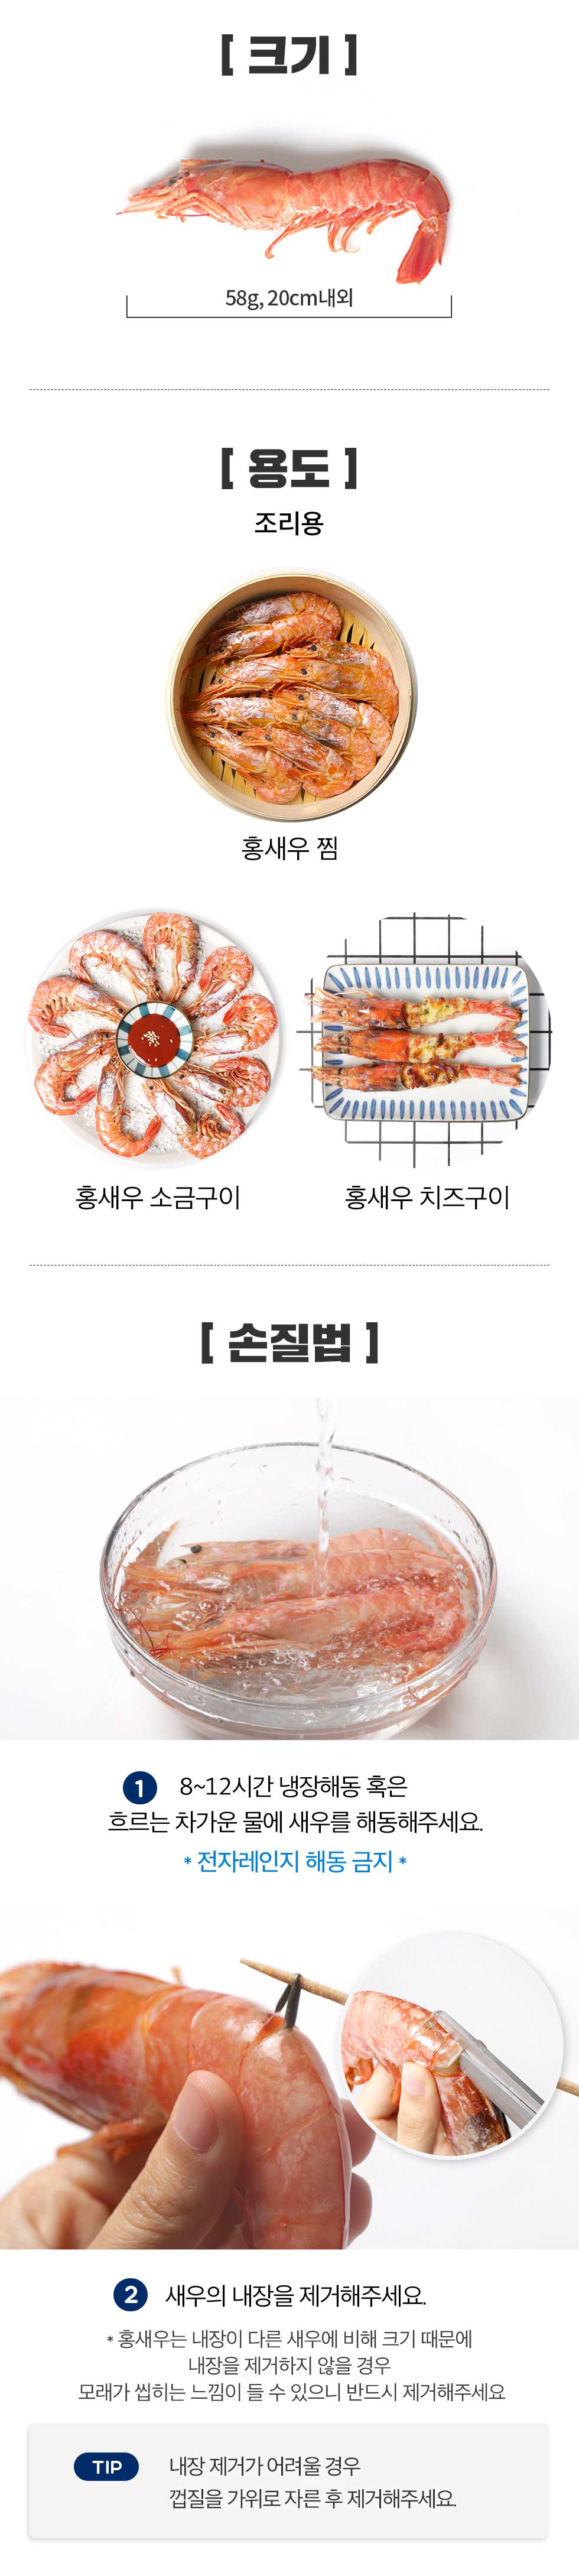 [ 크기 ]
58g, 20cm내외
[ 용도 ]
조리용
홍새우 찜
홍새우 소금구이
홍새우 치즈구이
[ 손질법 ]
1 8~12시간 냉장해동 혹은
흐르는 차가운 물에 새우를 해동해주세요.
* 전자레인지 해동 금지 *
2 새우의 내장을 제거해주세요.
* 홍새우는 내장이 다른 새우에 비해 크기 때문에
내장을 제거하지 않을 경우
모래가 씹히는 느낌이 들 수 있으니 반드시 제거해주세요
TIP 내장 제거가 어려울 경우
껍질을 가위로 자른 후 제거해주세요.